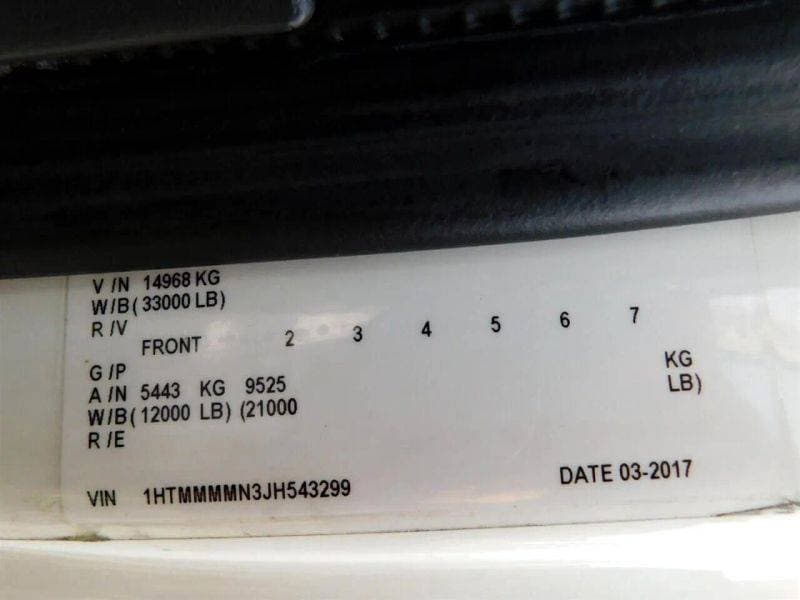 V /N 14968 KG
W/B( 33000 LB)
R /V
FRONT 2 3 4 5 6 7
G /P KG
A /N 5443 KG 9525 LB)
W/B( 12000 LB) (21000
R /E
VIN 1HTMMMMN3JH543299 DATE 03-2017